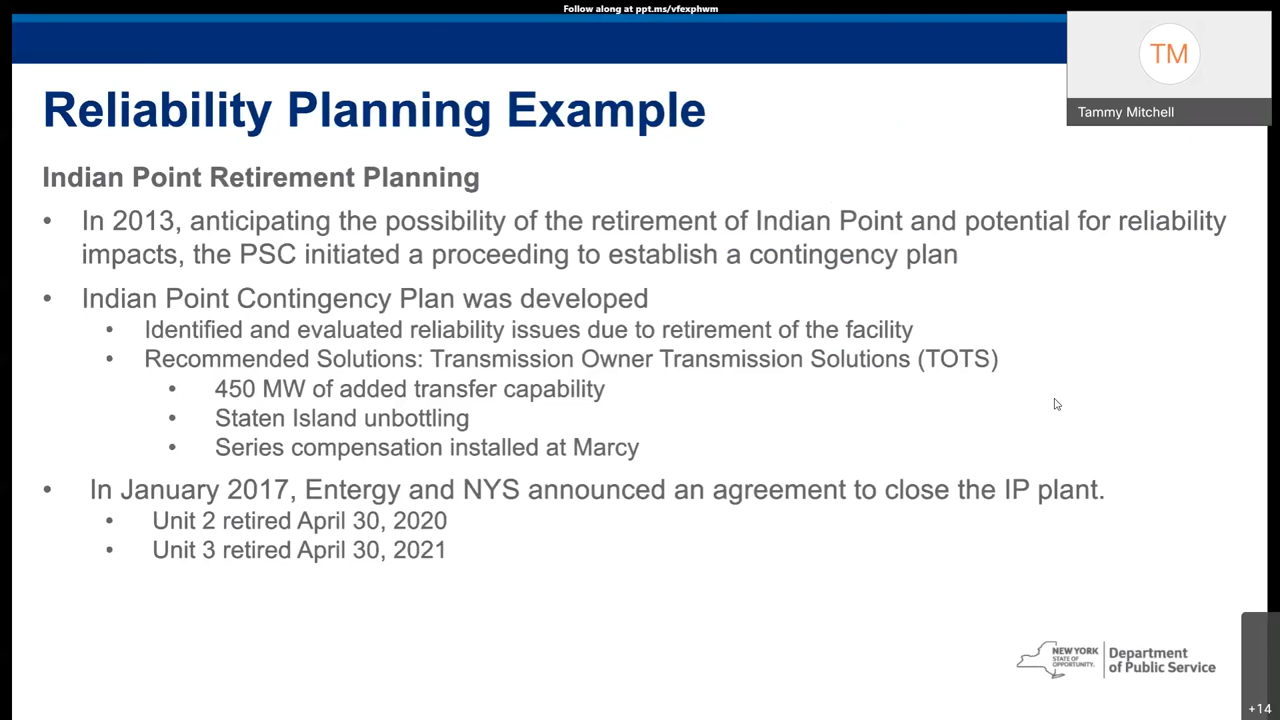 Follow along at ppt.ms/vfexphwm
TM
Tammy Mitchell
Reliability Planning Example
Indian Point Retirement Planning
• In 2013, anticipating the possibility of the retirement of Indian Point and potential for reliability
impacts, the PSC initiated a proceeding to establish a contingency plan
• Indian Point Contingency Plan was developed
• Identified and evaluated reliability issues due to retirement of the facility
• Recommended Solutions: Transmission Owner Transmission Solutions (TOTS)
• 450 MW of added transfer capability
• Staten Island unbottling
• Series compensation installed at Marcy
• In January 2017, Entergy and NYS announced an agreement to close the IP plant.
• Unit 2 retired April 30, 2020
• Unit 3 retired April 30, 2021
NEW YORK
STATE OF
OPPORTUNITY.
Department
of Public Service
+14